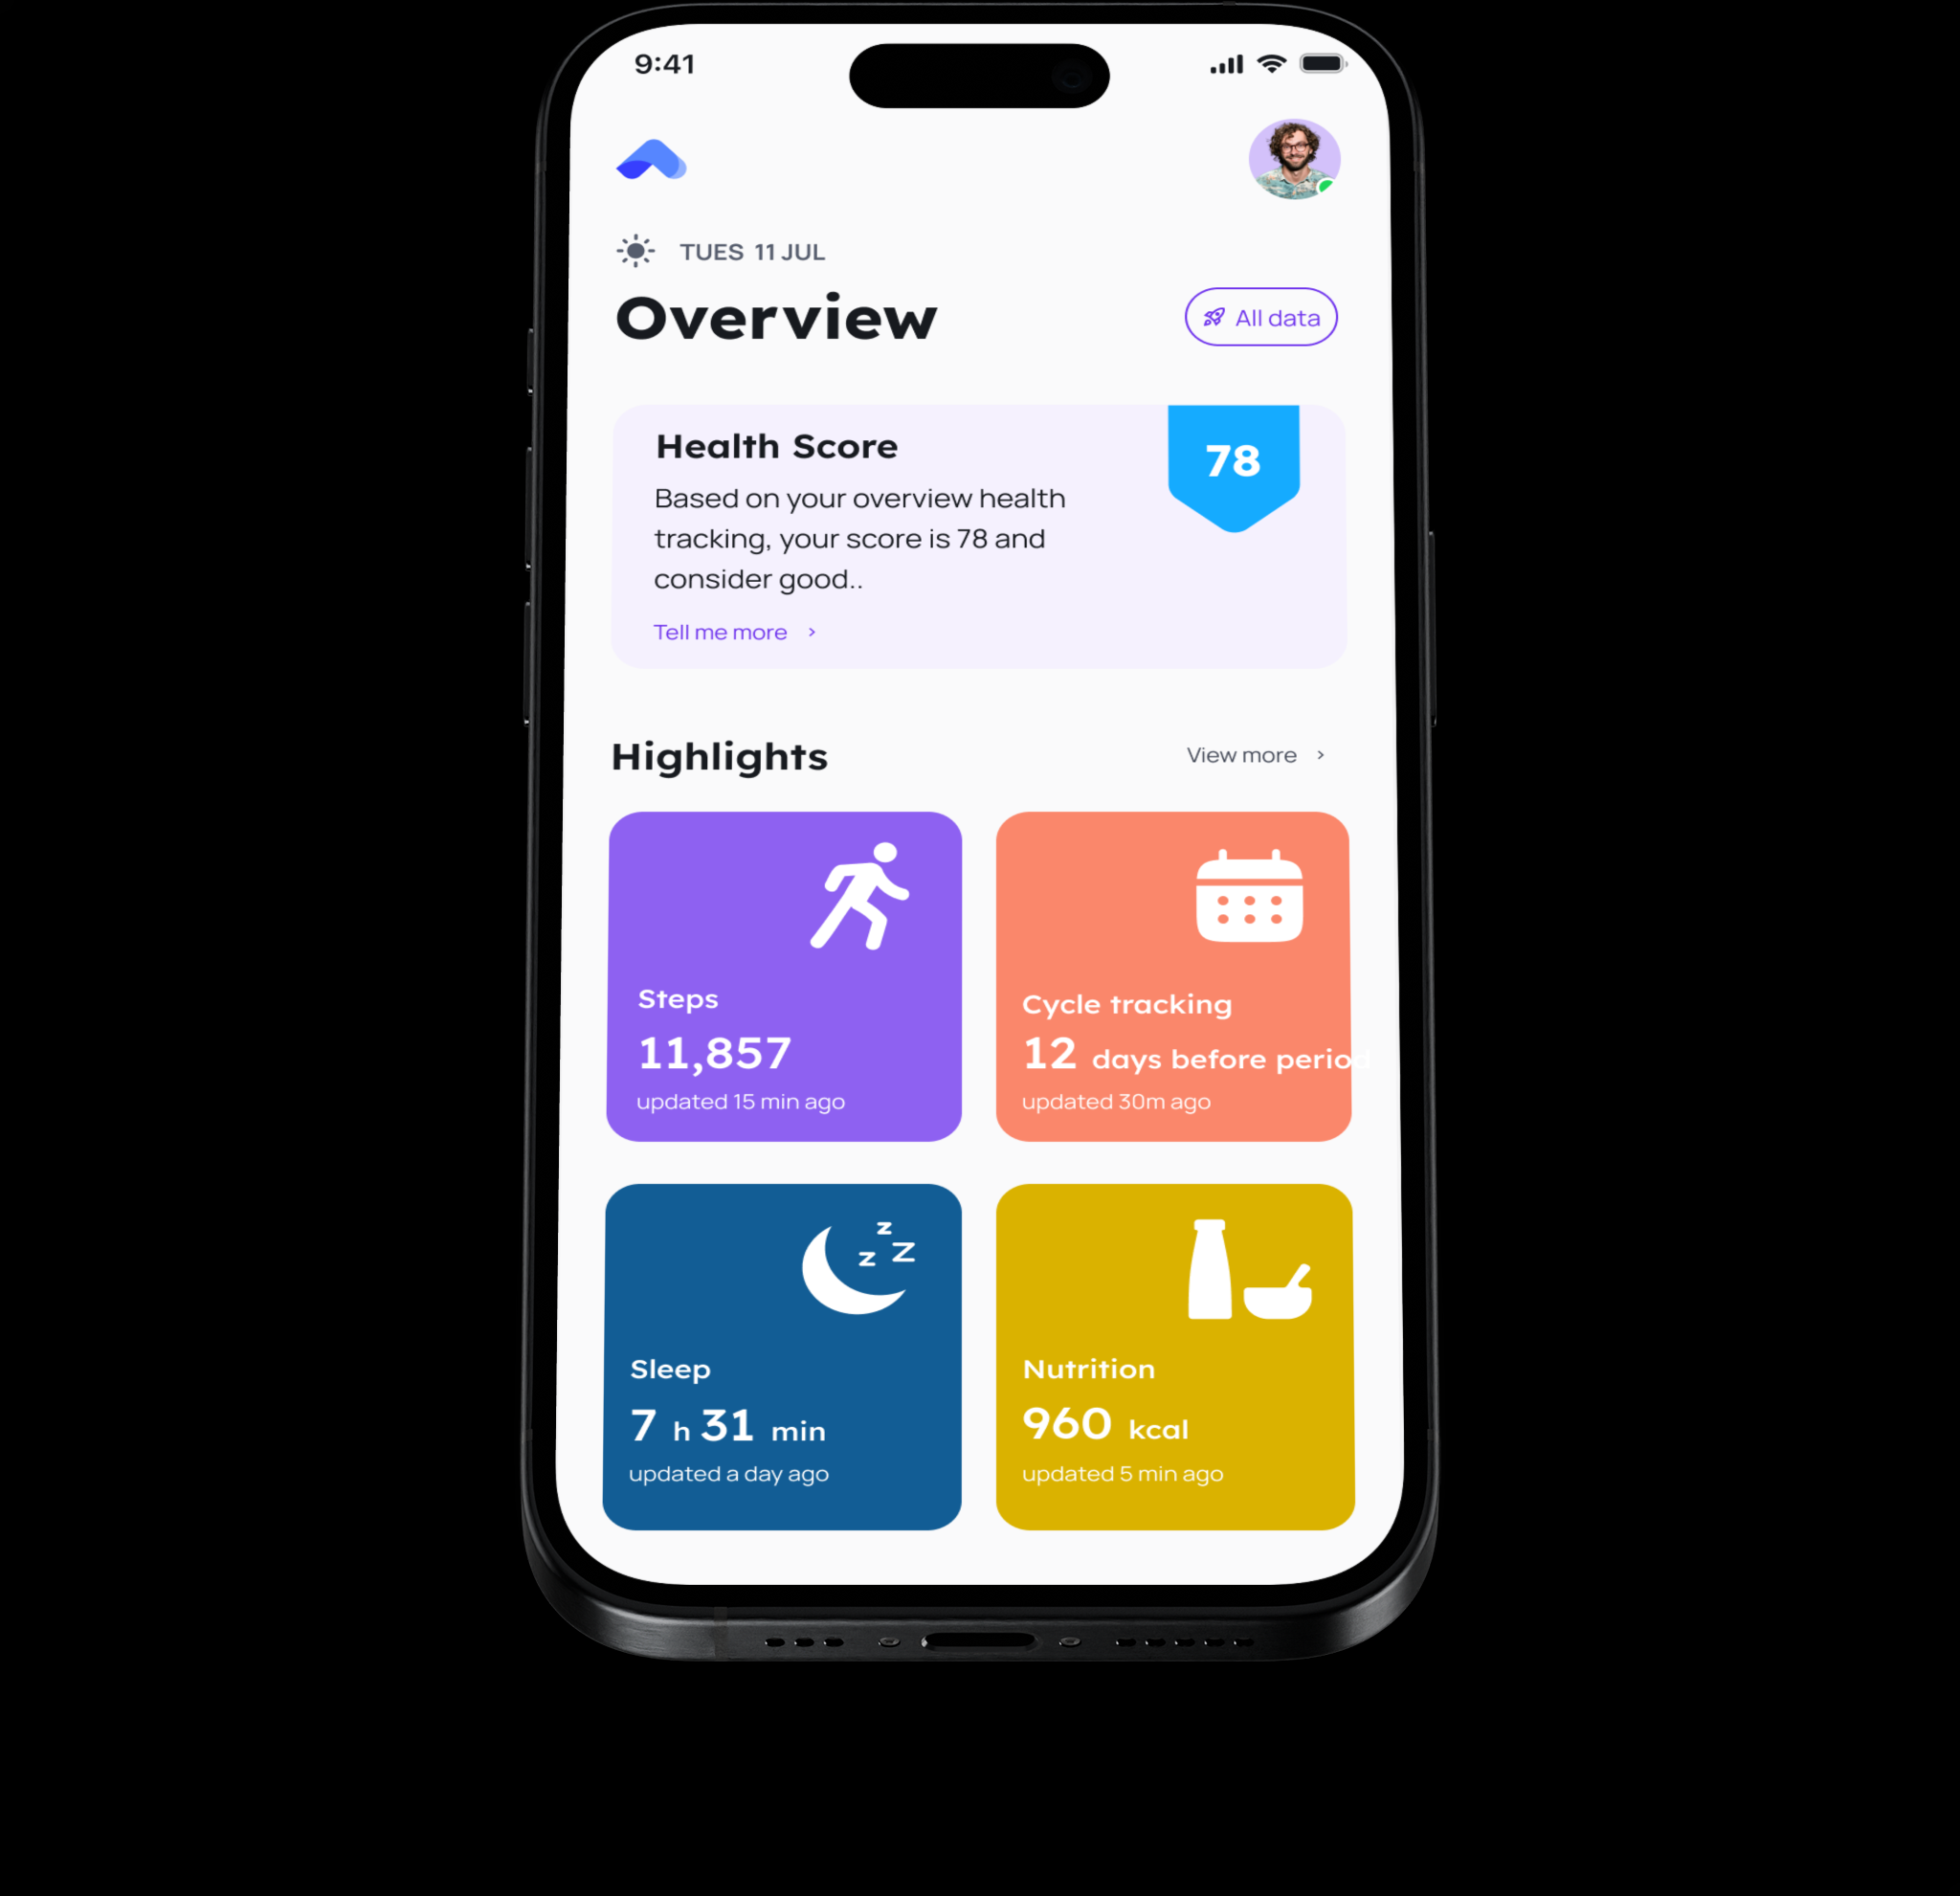 9:41
TUES 11 JUL
Overview
All data
Health Score
78
Based on your overview health
tracking, your score is 78 and
consider good..
Tell me more >
Highlights
View more >
Steps
11,857
updated 15 min ago
Cycle tracking
12 days before period
updated 30m ago
z
z Z
Sleep
7 h 31 min
updated a day ago
Nutrition
960 kcal
updated 5 min ago